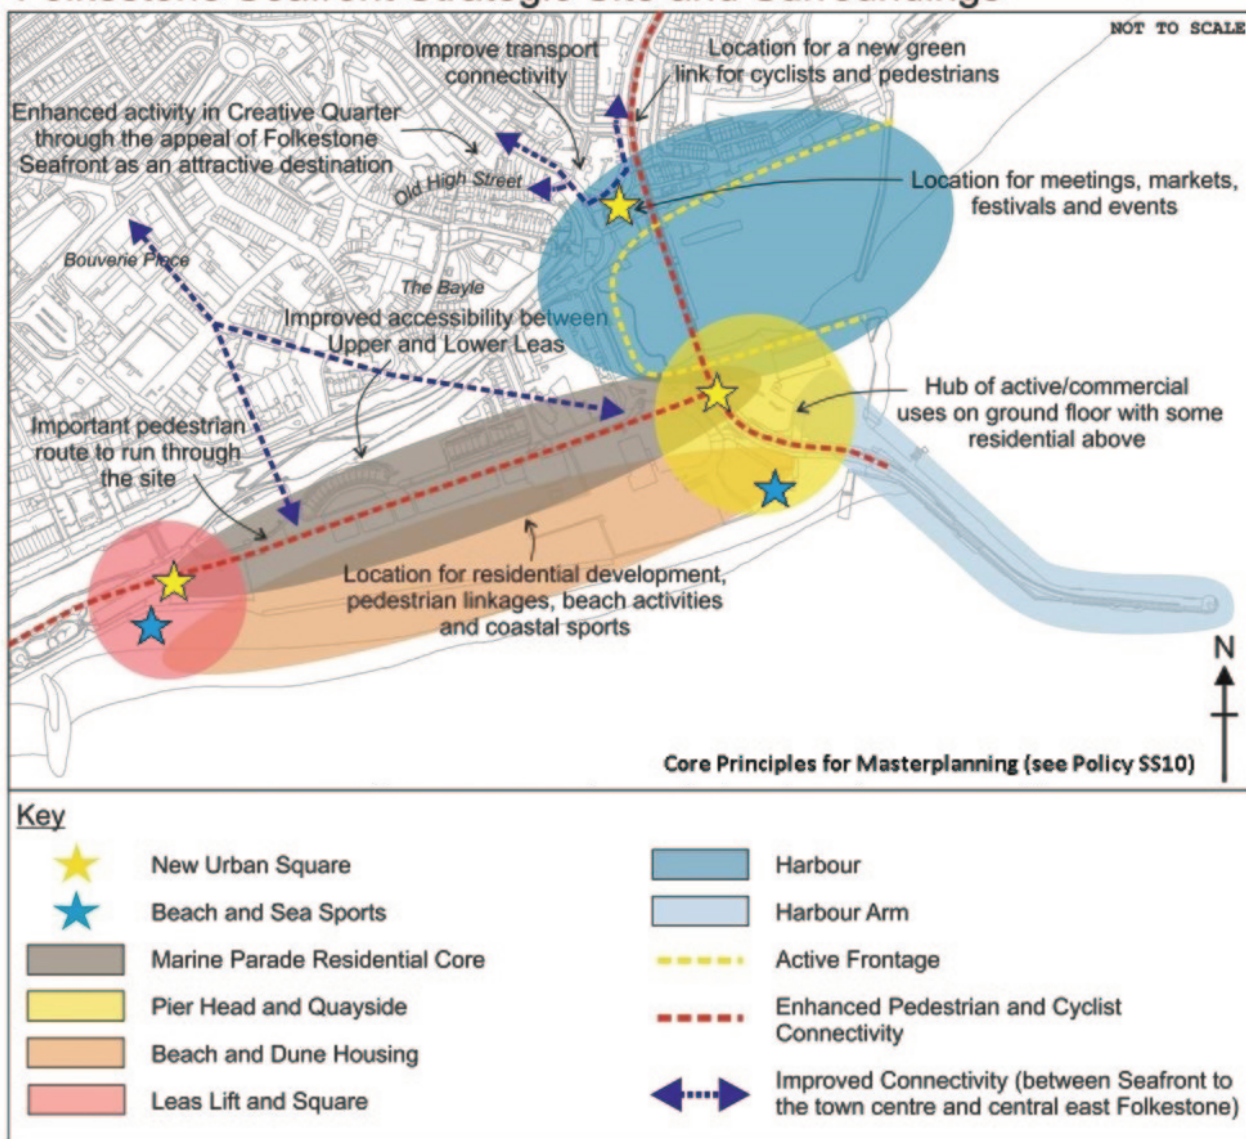 Folkestone Seafront Strategic Site and Surroundings
NOT TO SCALE
Improve transport
connectivity
Location for a new green
link for cyclists and pedestrians
Enhanced activity in Creative Quarter
through the appeal of Folkestone
Seafront as an attractive destination
Old High Street
Location for meetings, markets,
festivals and events
Bouverie Place
The Bayle
Improved accessibility between
Upper and Lower Leas
Hub of active/commercial
uses on ground floor with some
residential above
Important pedestrian
route to run through
the site
Location for residential development,
pedestrian linkages, beach activities
and coastal sports
N
Core Principles for Masterplanning (see Policy SS10)
Key
New Urban Square
Beach and Sea Sports
Marine Parade Residential Core
Pier Head and Quayside
Beach and Dune Housing
Leas Lift and Square
Harbour
Harbour Arm
Active Frontage
Enhanced Pedestrian and Cyclist
Connectivity
Improved Connectivity (between Seafront to
the town centre and central east Folkestone)